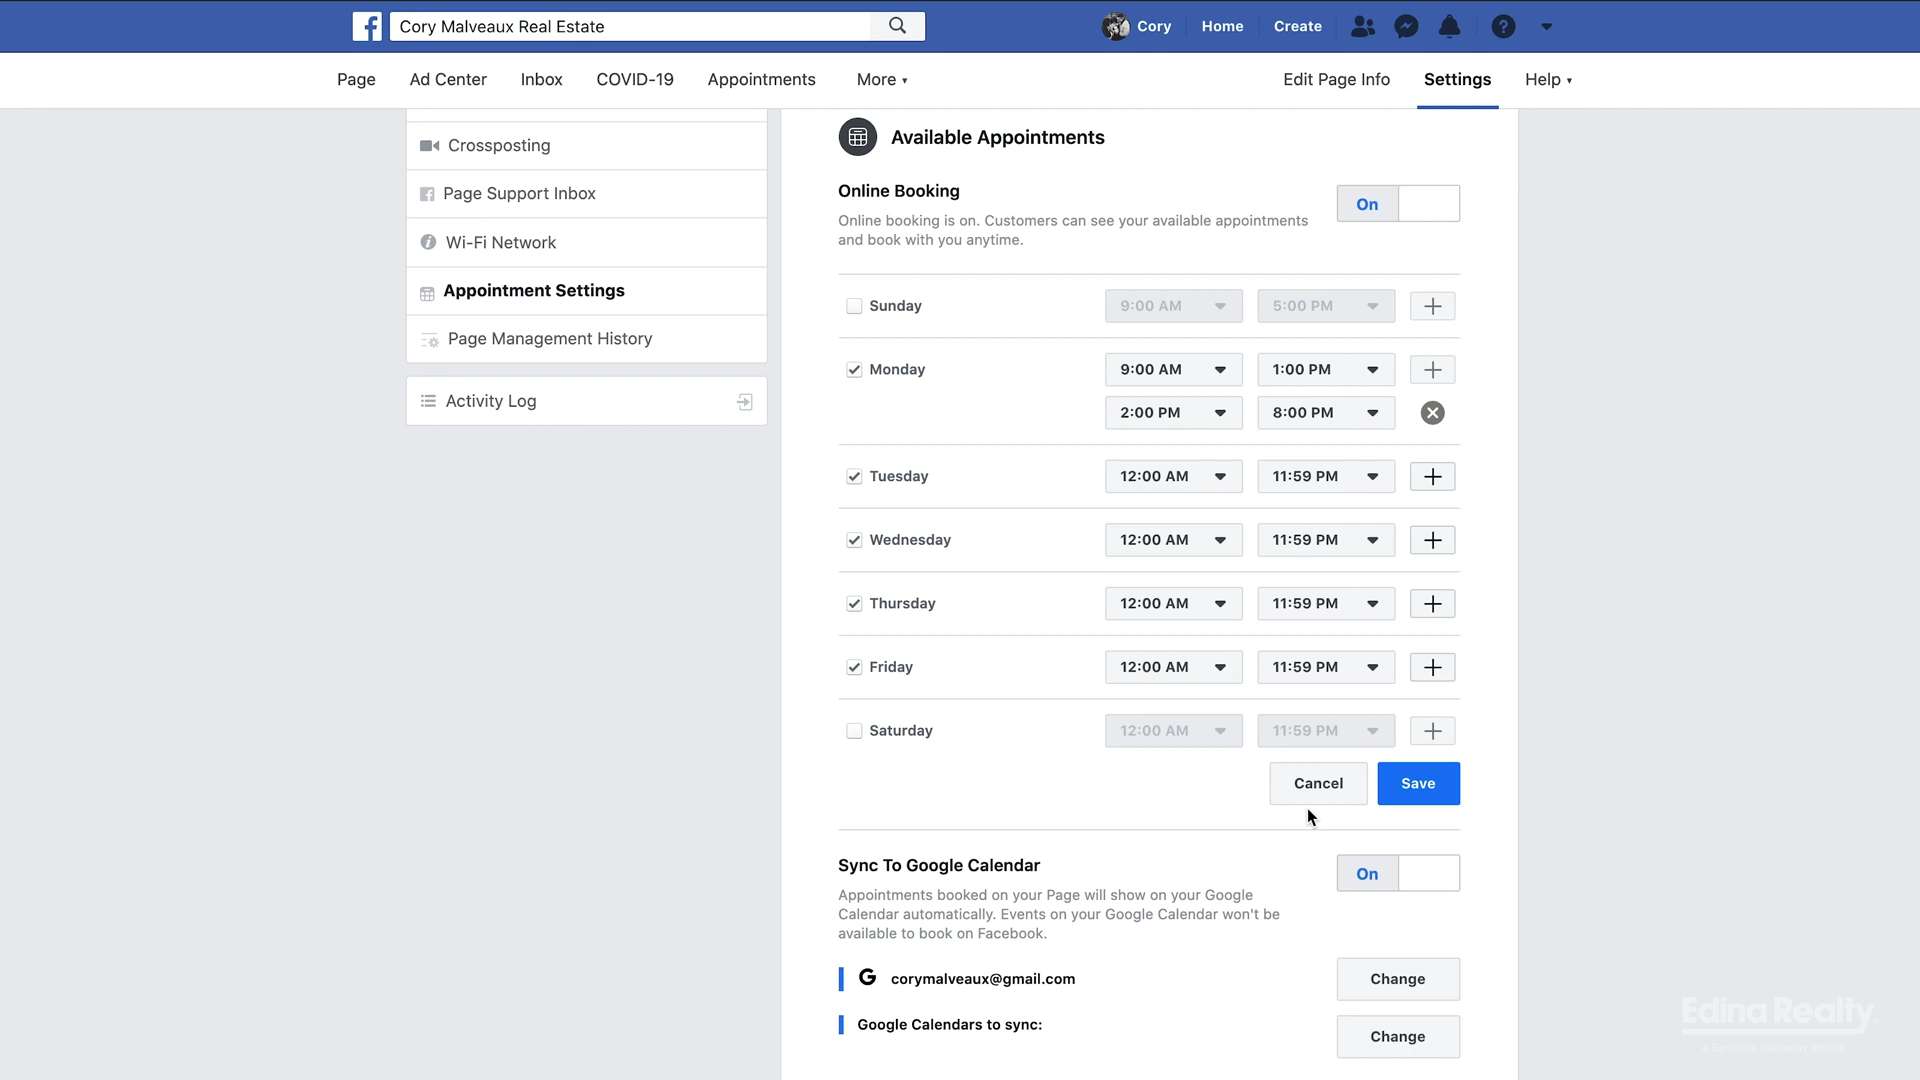 Cory Malveaux Real Estate
Cory
Home
Create
Page
Ad Center
Inbox
COVID-19
Appointments
More
Edit Page Info
Settings
Help
Crossposting
Page Support Inbox
Wi-Fi Network
Appointment Settings
Page Management History
Activity Log
Available Appointments
Online Booking
On
Online booking is on. Customers can see your available appointments
and book with you anytime.
Sunday 9:00 AM 5:00 PM
Monday 9:00 AM 1:00 PM
2:00 PM 8:00 PM
Tuesday 12:00 AM 11:59 PM
Wednesday 12:00 AM 11:59 PM
Thursday 12:00 AM 11:59 PM
Friday 12:00 AM 11:59 PM
Saturday 12:00 AM 11:59 PM
Cancel
Save
Sync To Google Calendar
On
Appointments booked on your Page will show on your Google
Calendar automatically. Events on your Google Calendar won't be
available to book on Facebook.
corymalveaux@gmail.com
Change
Google Calendars to sync:
Change
Edina Realty